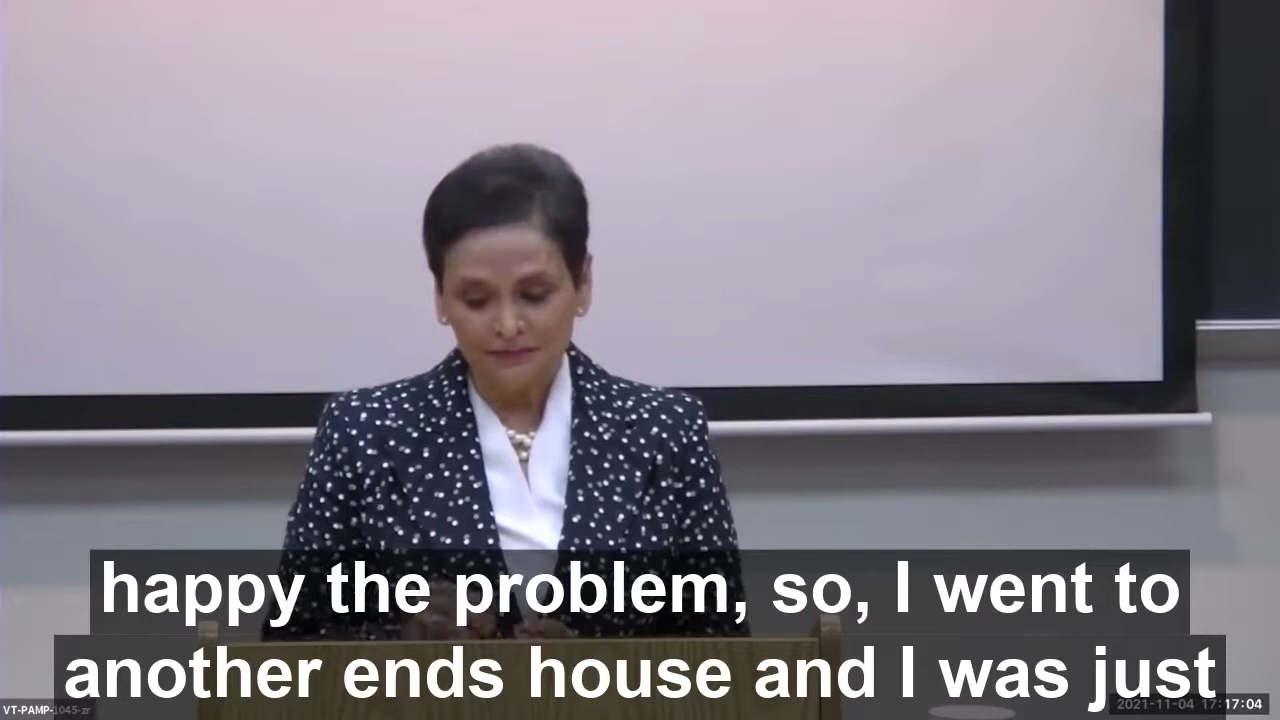 happy the problem, so, I went to
another ends house and I was just
VT-PAMP-1045-zr
2021-11-04 17:17:04